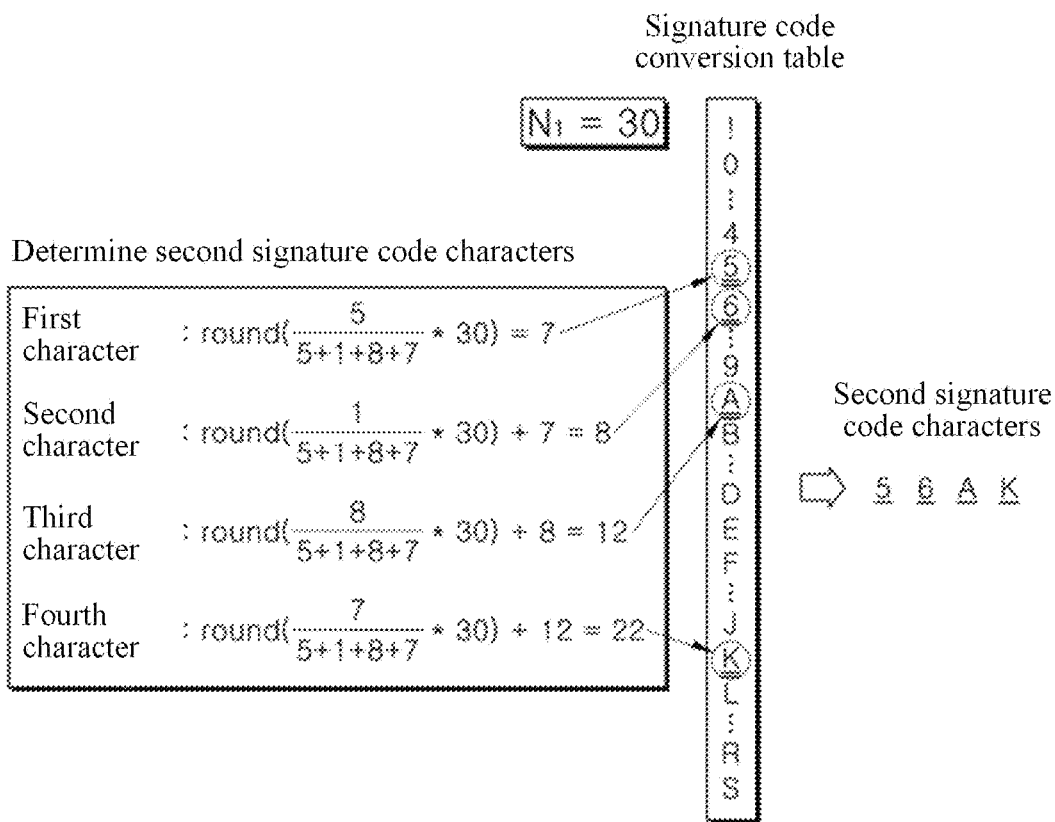 Signature code
conversion table
N1 = 30
!
0
⋮
4
5
6
⋮
9
A
B
⋮
D
E
F
⋮
J
K
L
⋮
R
S
Determine second signature code characters
First
character : round(5/(5+1+8+7) * 30) = 7
Second
character : round(1/(5+1+8+7) * 30) + 7 = 8
Third
character : round(8/(5+1+8+7) * 30) + 8 = 12
Fourth
character : round(7/(5+1+8+7) * 30) + 12 = 22
Second signature
code characters
5 6 A K